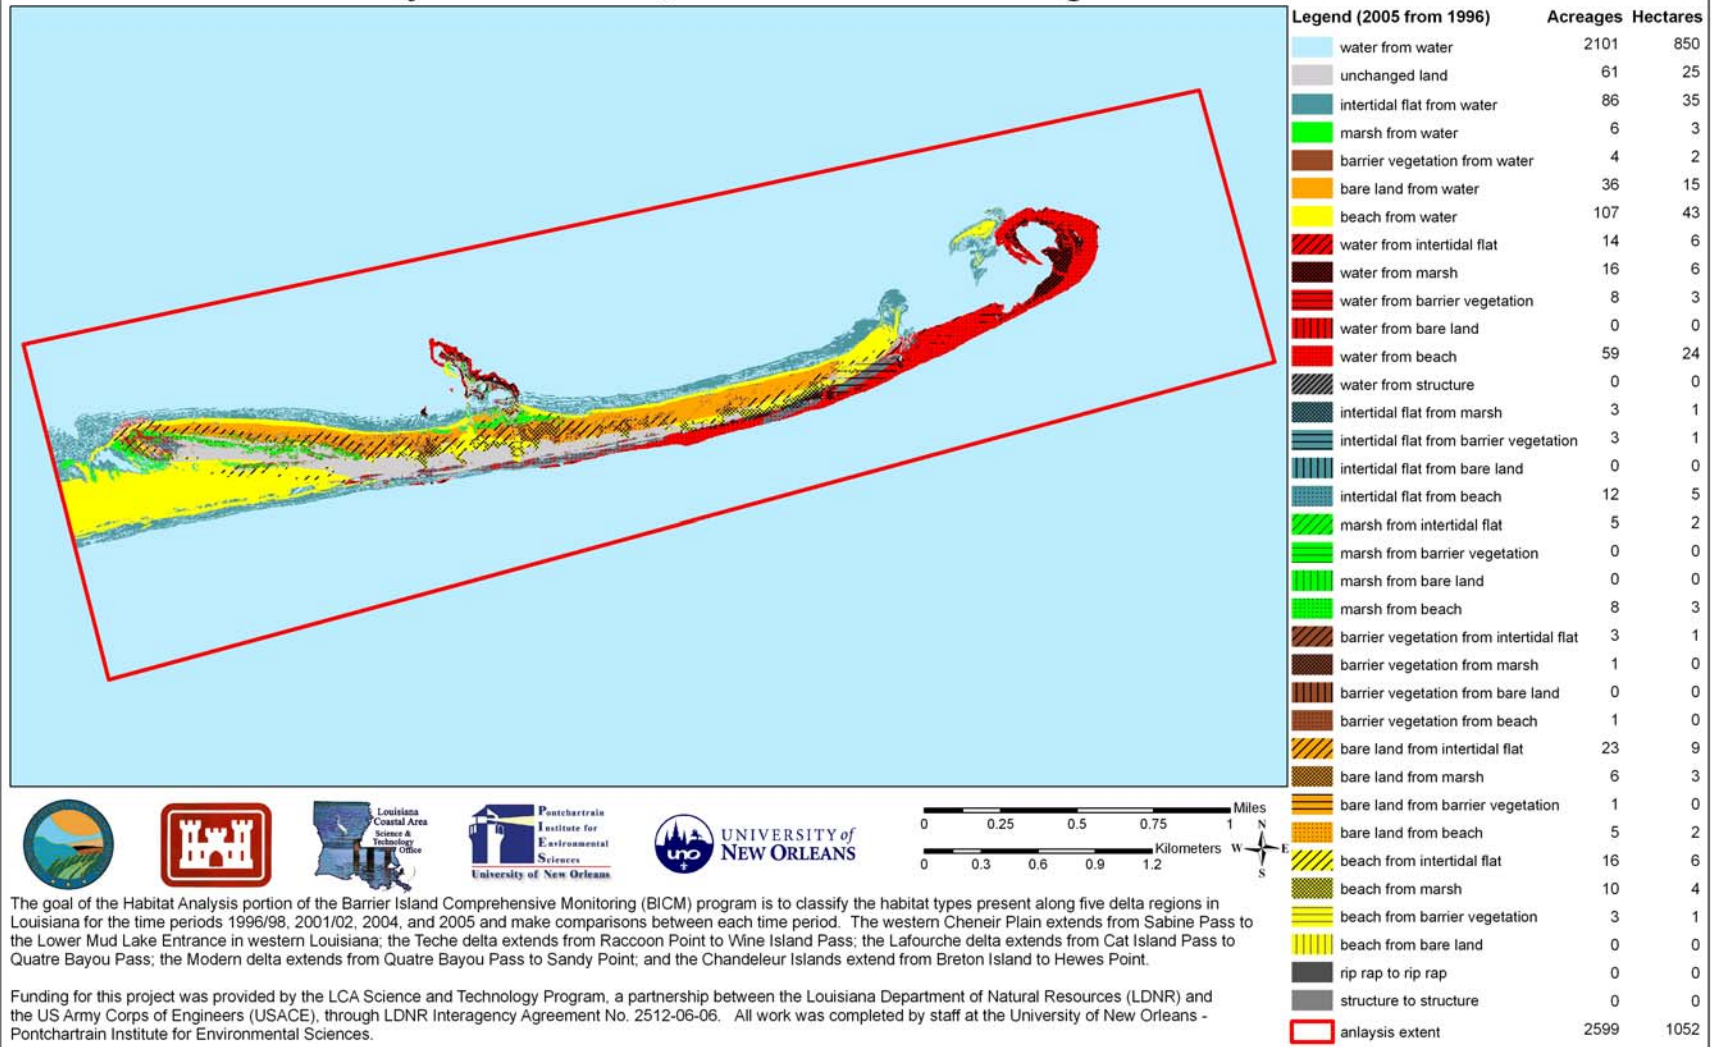 Legend (2005 from 1996) Acreages Hectares
water from water 2101 850
unchanged land 61 25
intertidal flat from water 86 35
marsh from water 6 3
barrier vegetation from water 4 2
bare land from water 36 15
beach from water 107 43
water from intertidal flat 14 6
water from marsh 16 6
water from barrier vegetation 8 3
water from bare land 0 0
water from beach 59 24
water from structure 0 0
intertidal flat from marsh 3 1
intertidal flat from barrier vegetation 3 1
intertidal flat from bare land 0 0
intertidal flat from beach 12 5
marsh from intertidal flat 5 2
marsh from barrier vegetation 0 0
marsh from bare land 0 0
marsh from beach 8 3
barrier vegetation from intertidal flat 3 1
barrier vegetation from marsh 1 0
barrier vegetation from bare land 0 0
barrier vegetation from beach 1 0
bare land from intertidal flat 23 9
bare land from marsh 6 3
bare land from barrier vegetation 1 0
bare land from beach 5 2
beach from intertidal flat 16 6
beach from marsh 10 4
beach from barrier vegetation 3 1
beach from bare land 0 0
rip rap to rip rap 0 0
structure to structure 0 0
anlaysis extent 2599 1052
Louisiana
Coastal Area
Science &
Technology
Office
Pontchartrain
Institute for
Environmental
Sciences
University of New Orleans
uno
UNIVERSITY of
NEW ORLEANS
Miles
0 0.25 0.5 0.75 1
Kilometers
0 0.3 0.6 0.9 1.2
N
W E
S
The goal of the Habitat Analysis portion of the Barrier Island Comprehensive Monitoring (BICM) program is to classify the habitat types present along five delta regions in
Louisiana for the time periods 1996/98, 2001/02, 2004, and 2005 and make comparisons between each time period. The western Cheneir Plain extends from Sabine Pass to
the Lower Mud Lake Entrance in western Louisiana; the Teche delta extends from Raccoon Point to Wine Island Pass; the Lafourche delta extends from Cat Island Pass to
Quatre Bayou Pass; the Modern delta extends from Quatre Bayou Pass to Sandy Point; and the Chandeleur Islands extend from Breton Island to Hewes Point.
Funding for this project was provided by the LCA Science and Technology Program, a partnership between the Louisiana Department of Natural Resources (LDNR) and
the US Army Corps of Engineers (USACE), through LDNR Interagency Agreement No. 2512-06-06. All work was completed by staff at the University of New Orleans -
Pontchartrain Institute for Environmental Sciences.